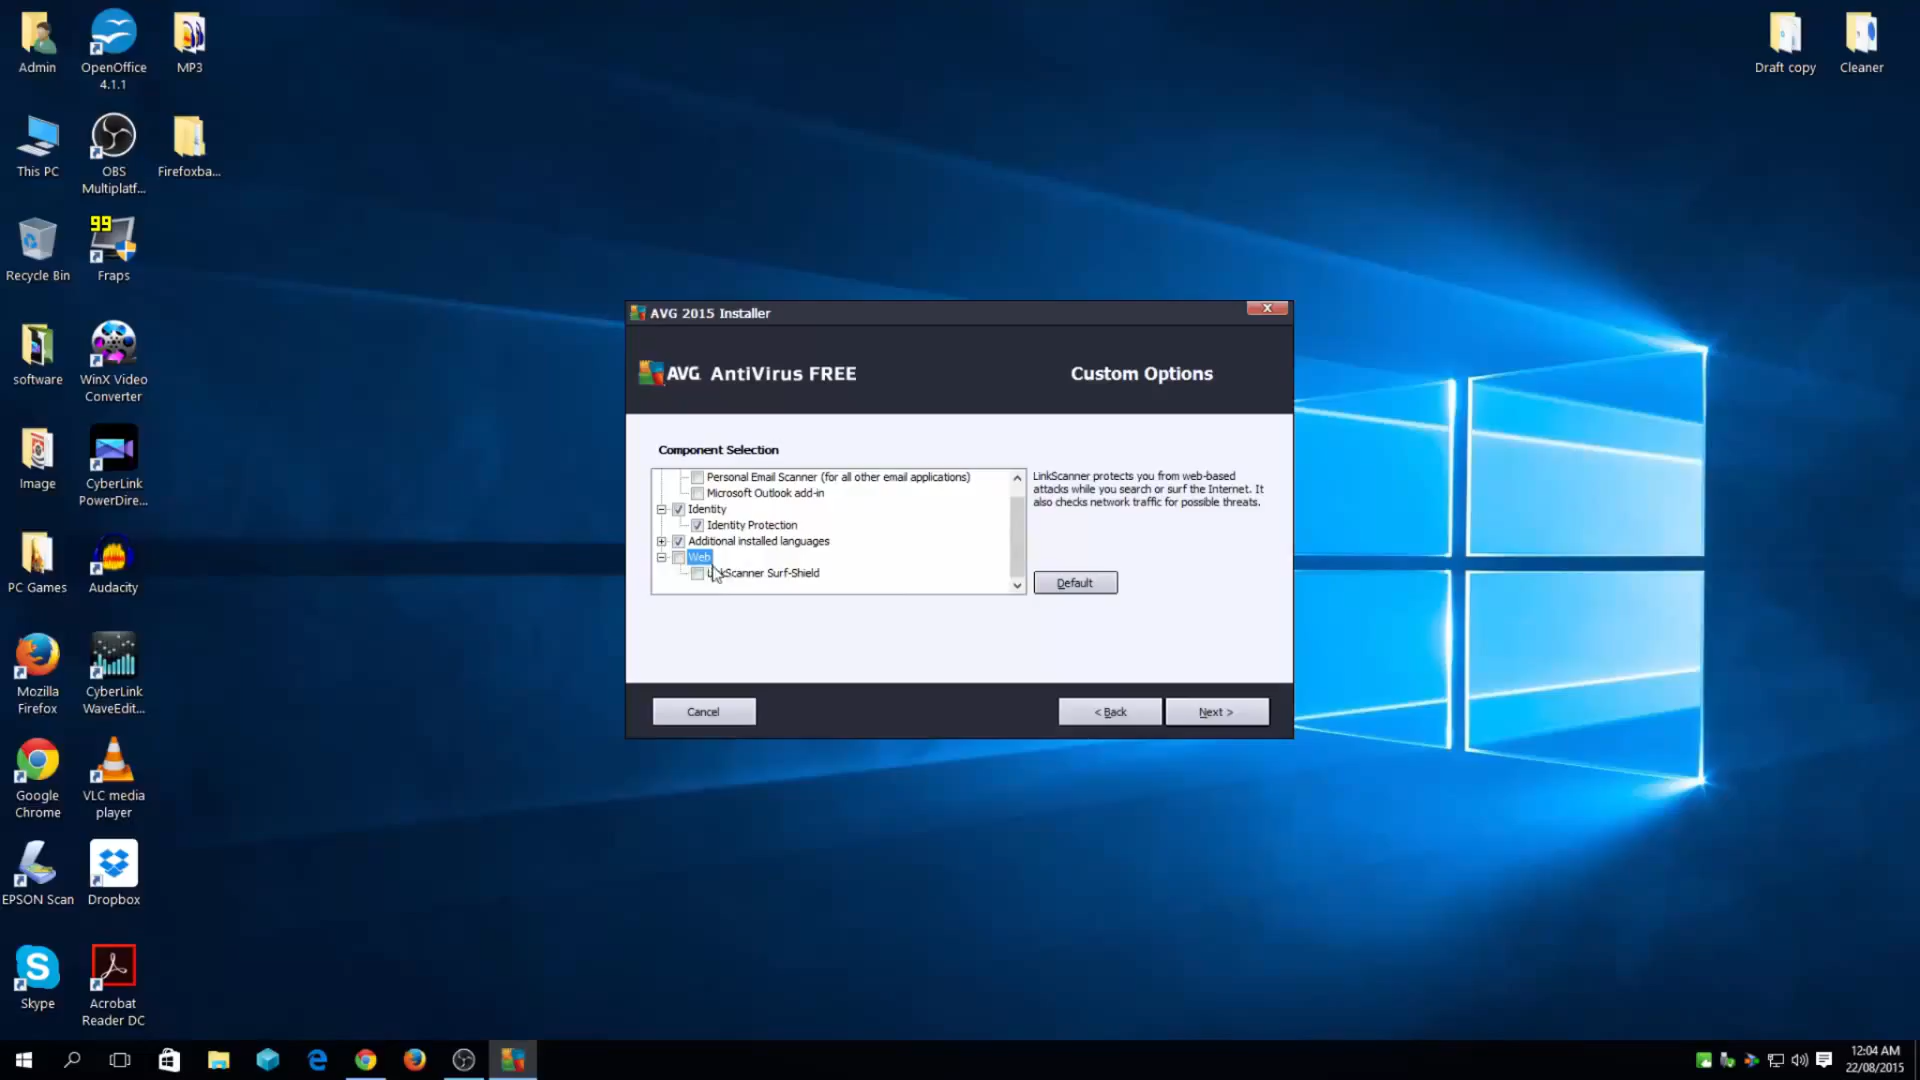 Admin
OpenOffice
4.1.1
MP3
Draft copy
Cleaner
This PC
OBS
Multiplatf...
Firefoxba...
99
Recycle Bin
Fraps
software
WinX Video
Converter
Image
CyberLink
PowerDire...
PC Games
Audacity
Mozilla
Firefox
CyberLink
WaveEdit...
Google
Chrome
VLC media
player
EPSON Scan
Dropbox
Skype
Acrobat
Reader DC
AVG 2015 Installer
AVG. AntiVirus FREE
Custom Options
Component Selection
Personal Email Scanner (for all other email applications)
Microsoft Outlook add-in
Identity
Identity Protection
Additional installed languages
Web
Scanner Surf-Shield
LinkScanner protects you from web-based
attacks while you search or surf the Internet. It
also checks network traffic for possible threats.
Default
Cancel
< Back
Next >
12:04 AM
22/08/2015